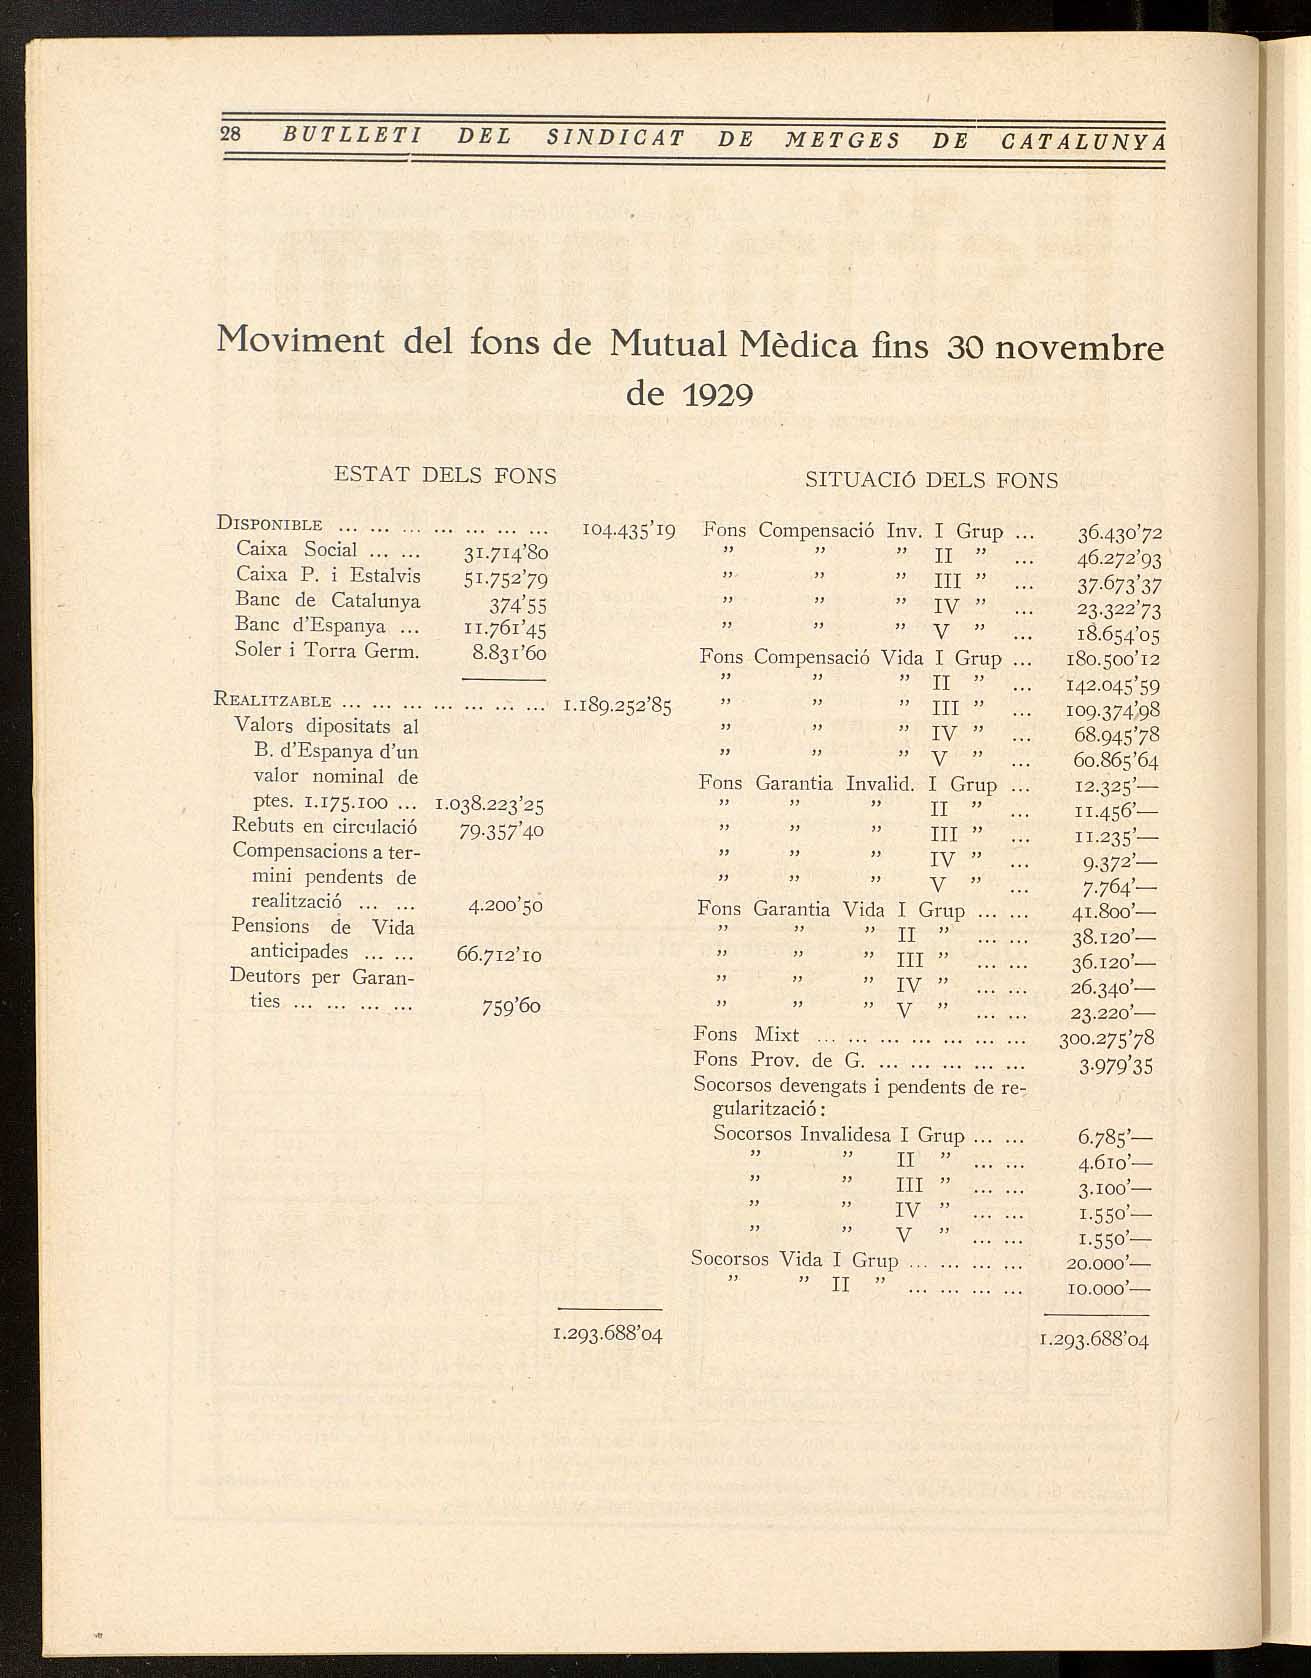 28 BUTLLETI DEL SINDICAT DE METGES DE CATALUNYA
Moviment del fons de Mutual Mèdica fins 30 novembre
de 1929
ESTAT DELS FONS
DISPONIBLE ... ... ... ... ... ... ... 104.435'19
Caixa Social ... ... 31.714'80
Caixa P. i Estalvis 51.752'79
Banc de Catalunya 374'55
Banc d'Espanya ... 11.761'45
Soler i Torra Germ. 8.831'60
REALITZABLE ... ... ... ... ... ... ... 1.189.252'85
Valors dipositats al
B. d'Espanya d'un
valor nominal de
ptes. 1.175.100 ... 1.038.223'25
Rebuts en circulació 79.357'40
Compensacions a ter-
mini pendents de
realització ... ... 4.200'50
Pensions de Vida
anticipades ... ... 66.712'10
Deutors per Garan-
ties ... ... ... ... 759'60
1.293.688'04
SITUACIÓ DELS FONS
Fons Compensació Inv. I Grup ... 36.430'72
" " " II " ... 46.272'93
" " " III " ... 37.673'37
" " " IV " ... 23.322'73
" " " V " ... 18.654'05
Fons Compensació Vida I Grup ... 180.500'12
" " " II " ... 142.045'59
" " " III " ... 109.374'98
" " " IV " ... 68.945'78
" " " V " ... 60.865'64
Fons Garantia Invalid. I Grup ... 12.325'—
" " " II " ... 11.456'—
" " " III " ... 11.235'—
" " " IV " ... 9.372'—
" " " V " ... 7.764'—
Fons Garantia Vida I Grup ... ... 41.800'—
" " " II " ... ... 38.120'—
" " " III " ... ... 36.120'—
" " " IV " ... ... 26.340'—
" " " V " ... ... 23.220'—
Fons Mixt ... ... ... ... ... ... ... 300.275'78
Fons Prov. de G. ... ... ... ... ... 3.979'35
Socorsos devengats i pendents de re-
gularització:
Socorsos Invalidesa I Grup ... ... 6.785'—
" " II " ... ... 4.610'—
" " III " ... ... 3.100'—
" " IV " ... ... 1.550'—
" " V " ... ... 1.550'—
Socorsos Vida I Grup ... ... ... ... 20.000'—
" " II " ... ... ... ... 10.000'—
1.293.688'04